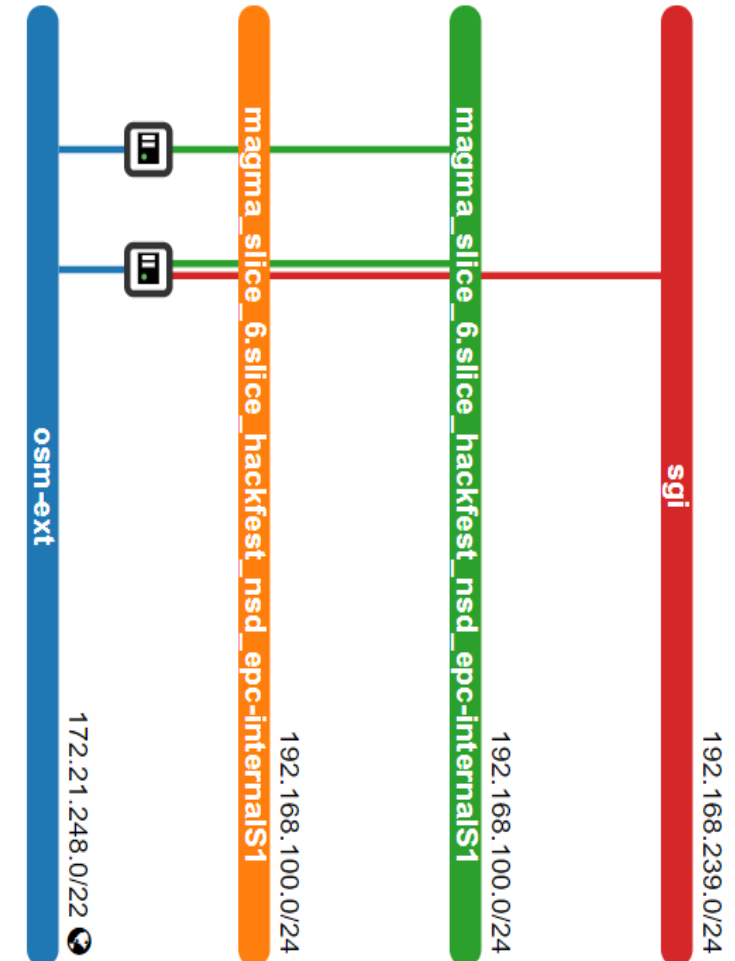 osm-ext
172.21.248.0/22
magma_slice_6.slice_hackfest_nsd_epc-internalS1
192.168.100.0/24
magma_slice_6.slice_hackfest_nsd_epc-internalS1
192.168.100.0/24
sgi
192.168.239.0/24